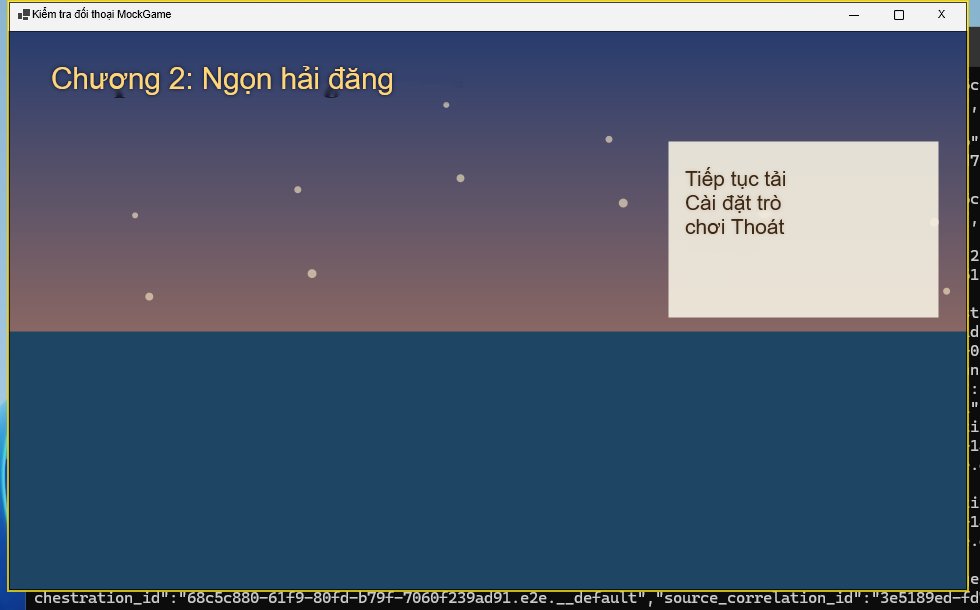 Kiểm tra đối thoại MockGame
Chương 2: Ngọn hải đăng
Tiếp tục tải
Cài đặt trò
chơi Thoát
chestration_id":"68c5c880-61f9-80fd-b79f-7060f239ad91.e2e.__default","source_correlation_id":"3e5189ed-f